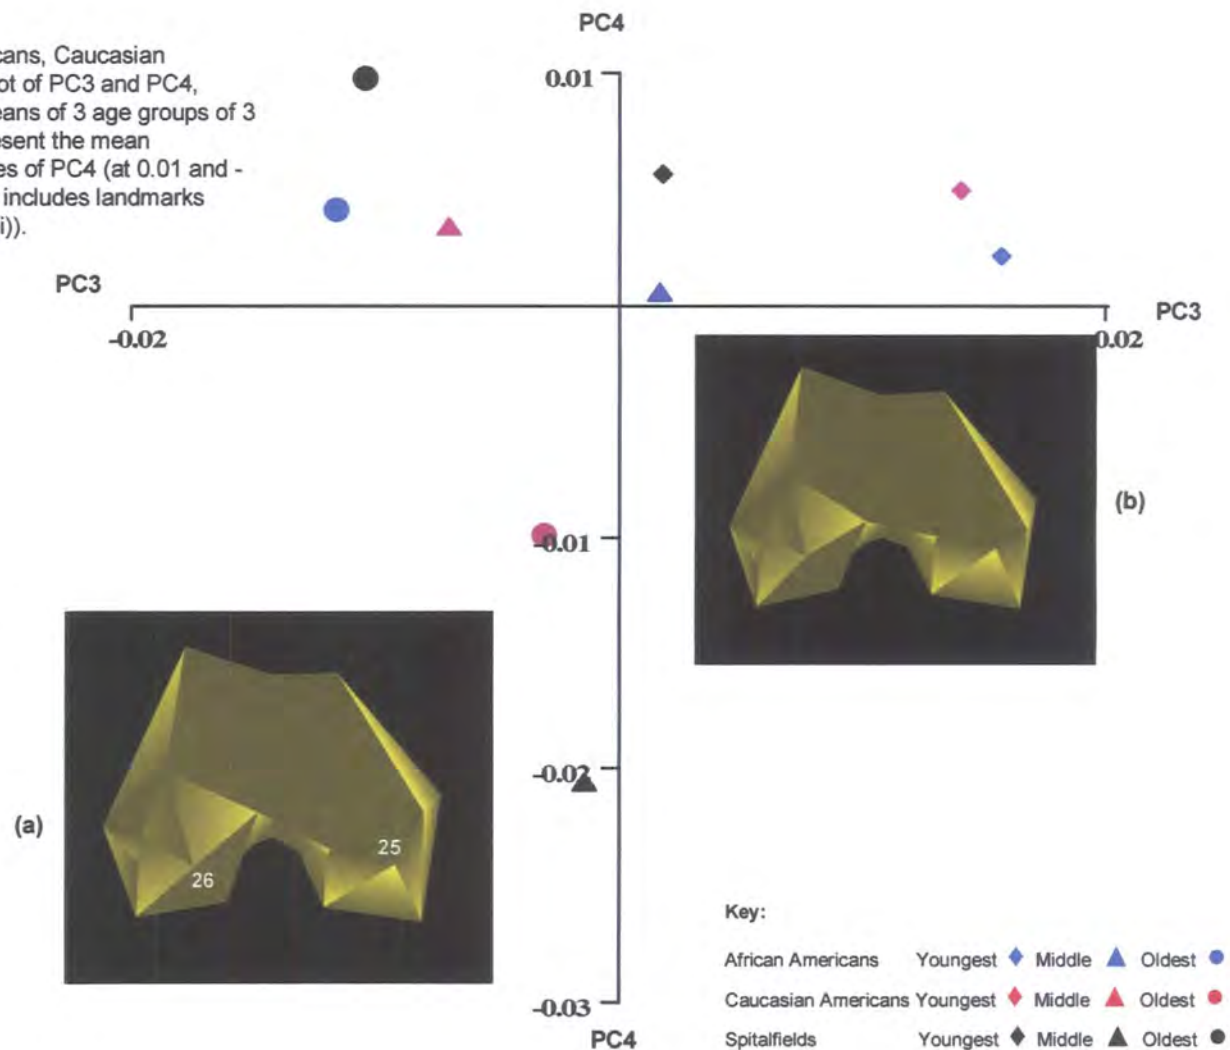 PC4
cans, Caucasian
ot of PC3 and PC4,
eans of 3 age groups of 3
esent the mean
es of PC4 (at 0.01 and -
includes landmarks
i)).
0.01
PC3
PC3
-0.02
0.02
(b)
-0.01
-0.02
(a)
25
26
-0.03
PC4
Key:
African Americans Youngest Middle Oldest
Caucasian Americans Youngest Middle Oldest
Spitalfields Youngest Middle Oldest